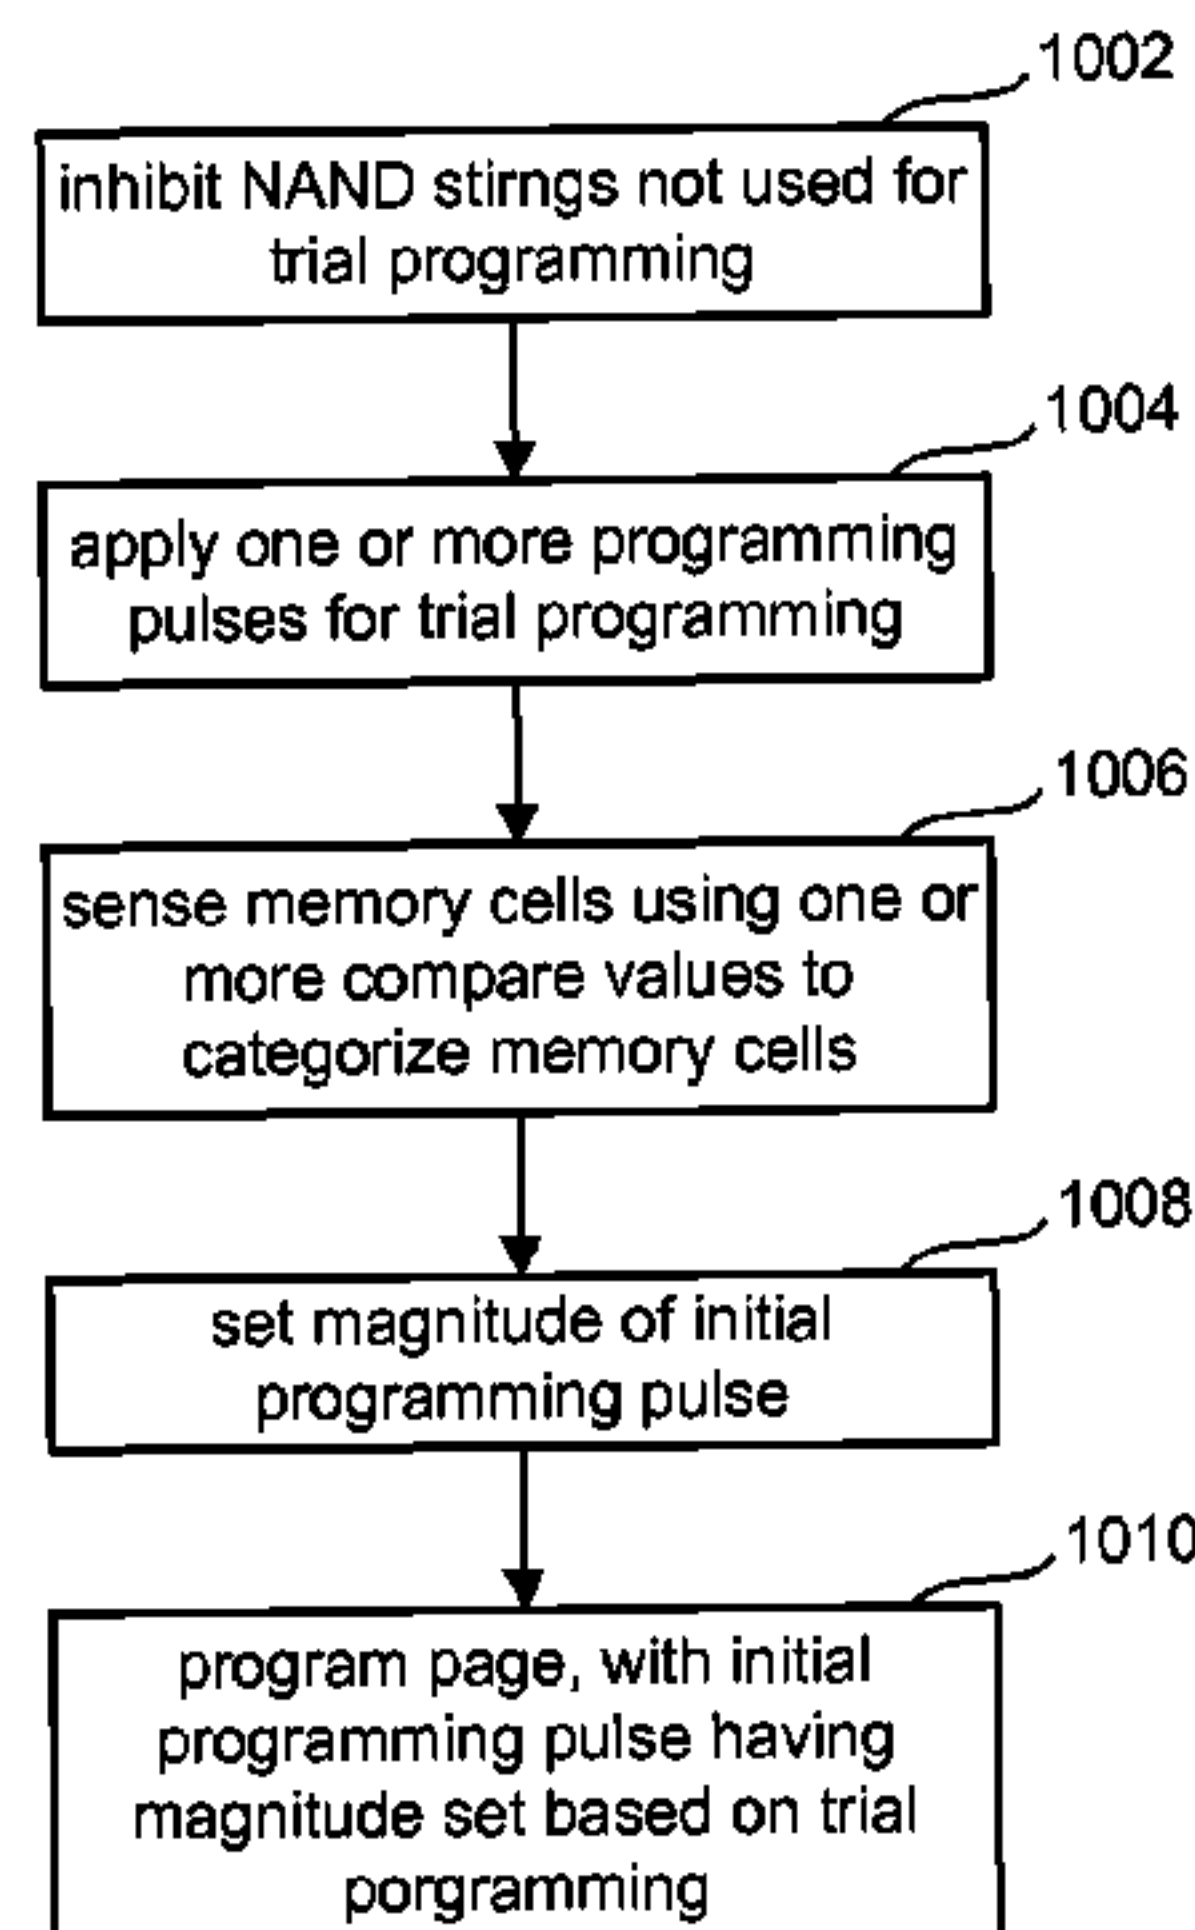 1002
inhibit NAND stirngs not used for
trial programming
1004
apply one or more programming
pulses for trial programming
1006
sense memory cells using one or
more compare values to
categorize memory cells
1008
set magnitude of initial
programming pulse
1010
program page, with initial
programming pulse having
magnitude set based on trial
porgramming